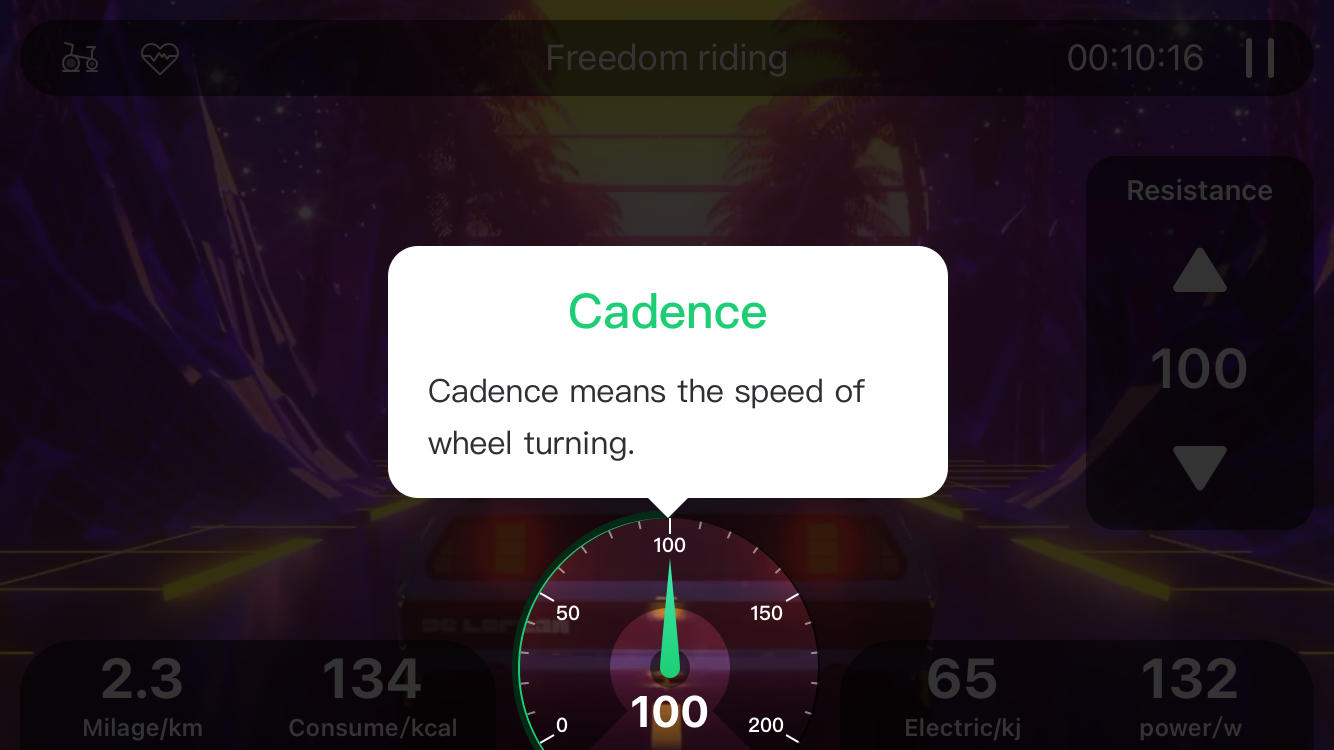 Freedom riding
00:10:16
Resistance
100
Cadence
Cadence means the speed of
wheel turning.
100
50
150
0
200
100
2.3
Milage/km
134
Consume/kcal
65
Electric/kj
132
power/w